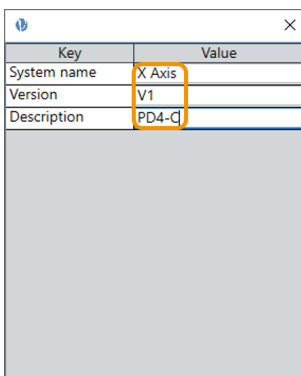 Key Value
System name X Axis
Version V1
Description PD4-C